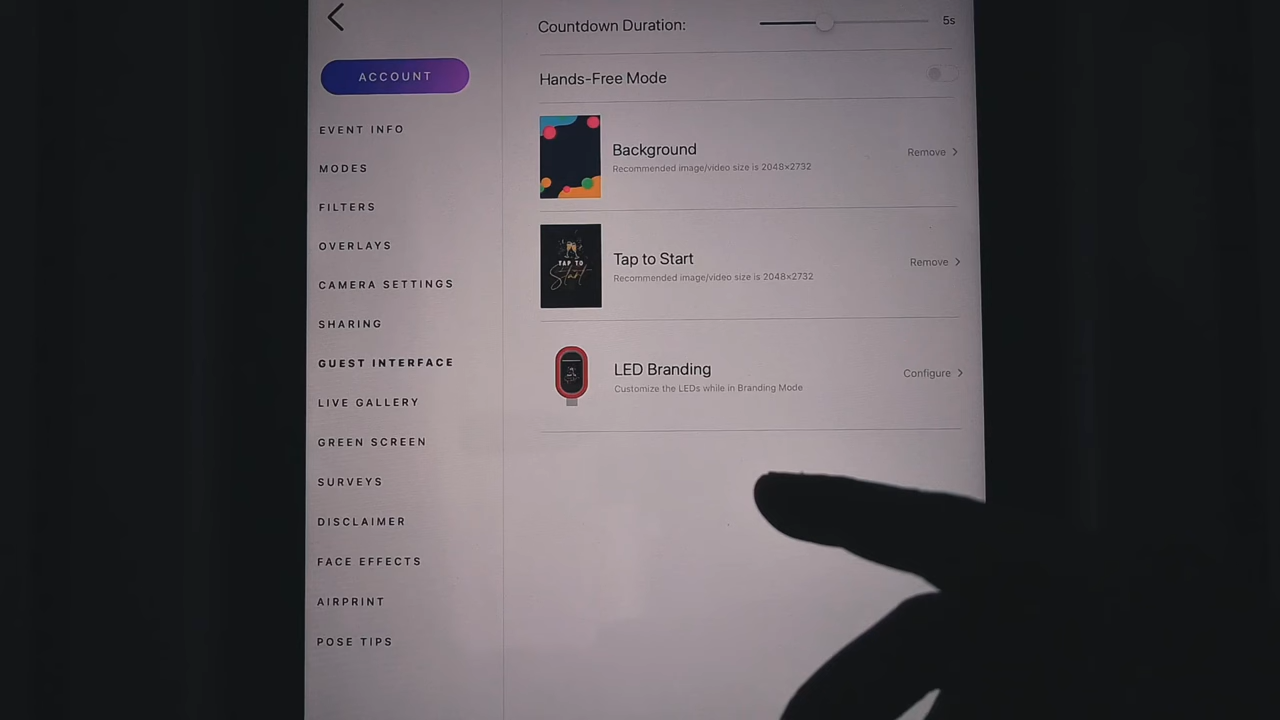 Countdown Duration:
5s
ACCOUNT
EVENT INFO
MODES
FILTERS
OVERLAYS
CAMERA SETTINGS
SHARING
GUEST INTERFACE
LIVE GALLERY
GREEN SCREEN
SURVEYS
DISCLAIMER
FACE EFFECTS
AIRPRINT
POSE TIPS
Hands-Free Mode
Background
Recommended image/video size is 2048×2732
Remove
TAP TO
Start
Tap to Start
Recommended image/video size is 2048×2732
Remove
LED Branding
Customize the LEDs while in Branding Mode
Configure